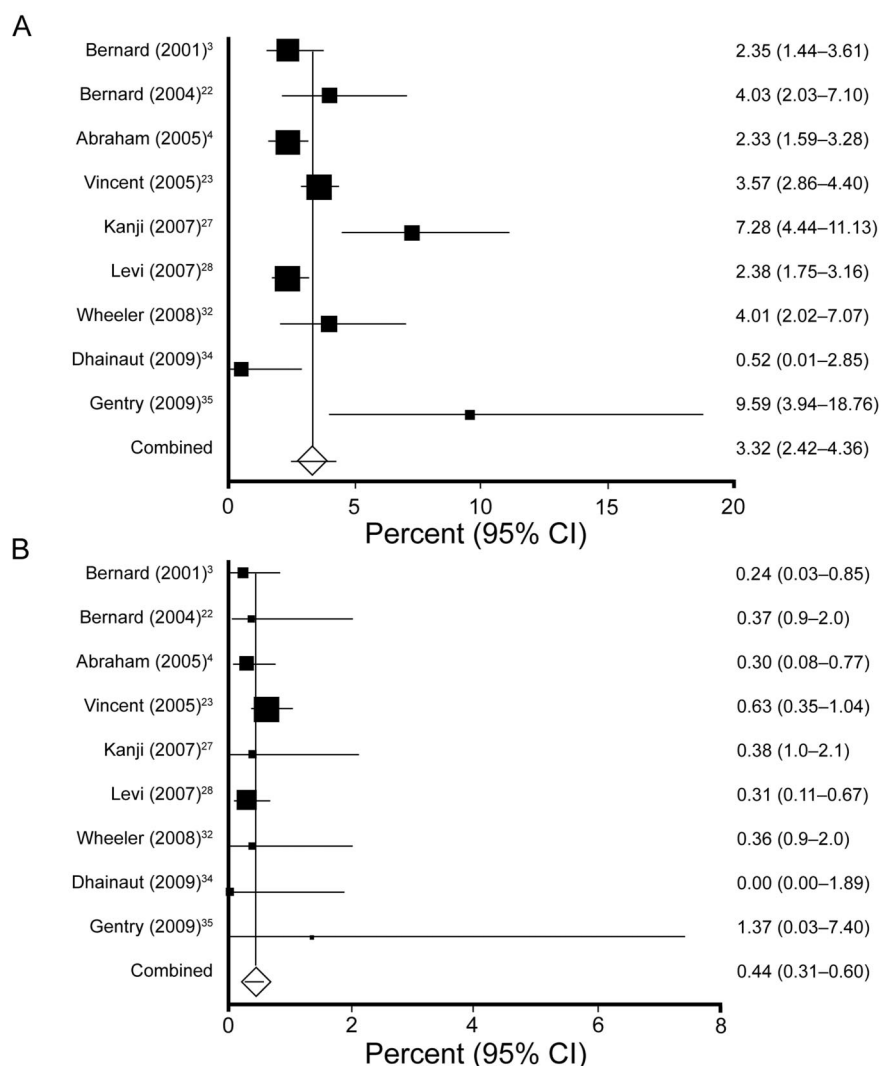 A
Bernard (2001)3 2.35 (1.44–3.61)
Bernard (2004)22 4.03 (2.03–7.10)
Abraham (2005)4 2.33 (1.59–3.28)
Vincent (2005)23 3.57 (2.86–4.40)
Kanji (2007)27 7.28 (4.44–11.13)
Levi (2007)28 2.38 (1.75–3.16)
Wheeler (2008)32 4.01 (2.02–7.07)
Dhainaut (2009)34 0.52 (0.01–2.85)
Gentry (2009)35 9.59 (3.94–18.76)
Combined 3.32 (2.42–4.36)
0 5 10 15 20
Percent (95% CI)
B
Bernard (2001)3 0.24 (0.03–0.85)
Bernard (2004)22 0.37 (0.9–2.0)
Abraham (2005)4 0.30 (0.08–0.77)
Vincent (2005)23 0.63 (0.35–1.04)
Kanji (2007)27 0.38 (1.0–2.1)
Levi (2007)28 0.31 (0.11–0.67)
Wheeler (2008)32 0.36 (0.9–2.0)
Dhainaut (2009)34 0.00 (0.00–1.89)
Gentry (2009)35 1.37 (0.03–7.40)
Combined 0.44 (0.31–0.60)
0 2 4 6 8
Percent (95% CI)